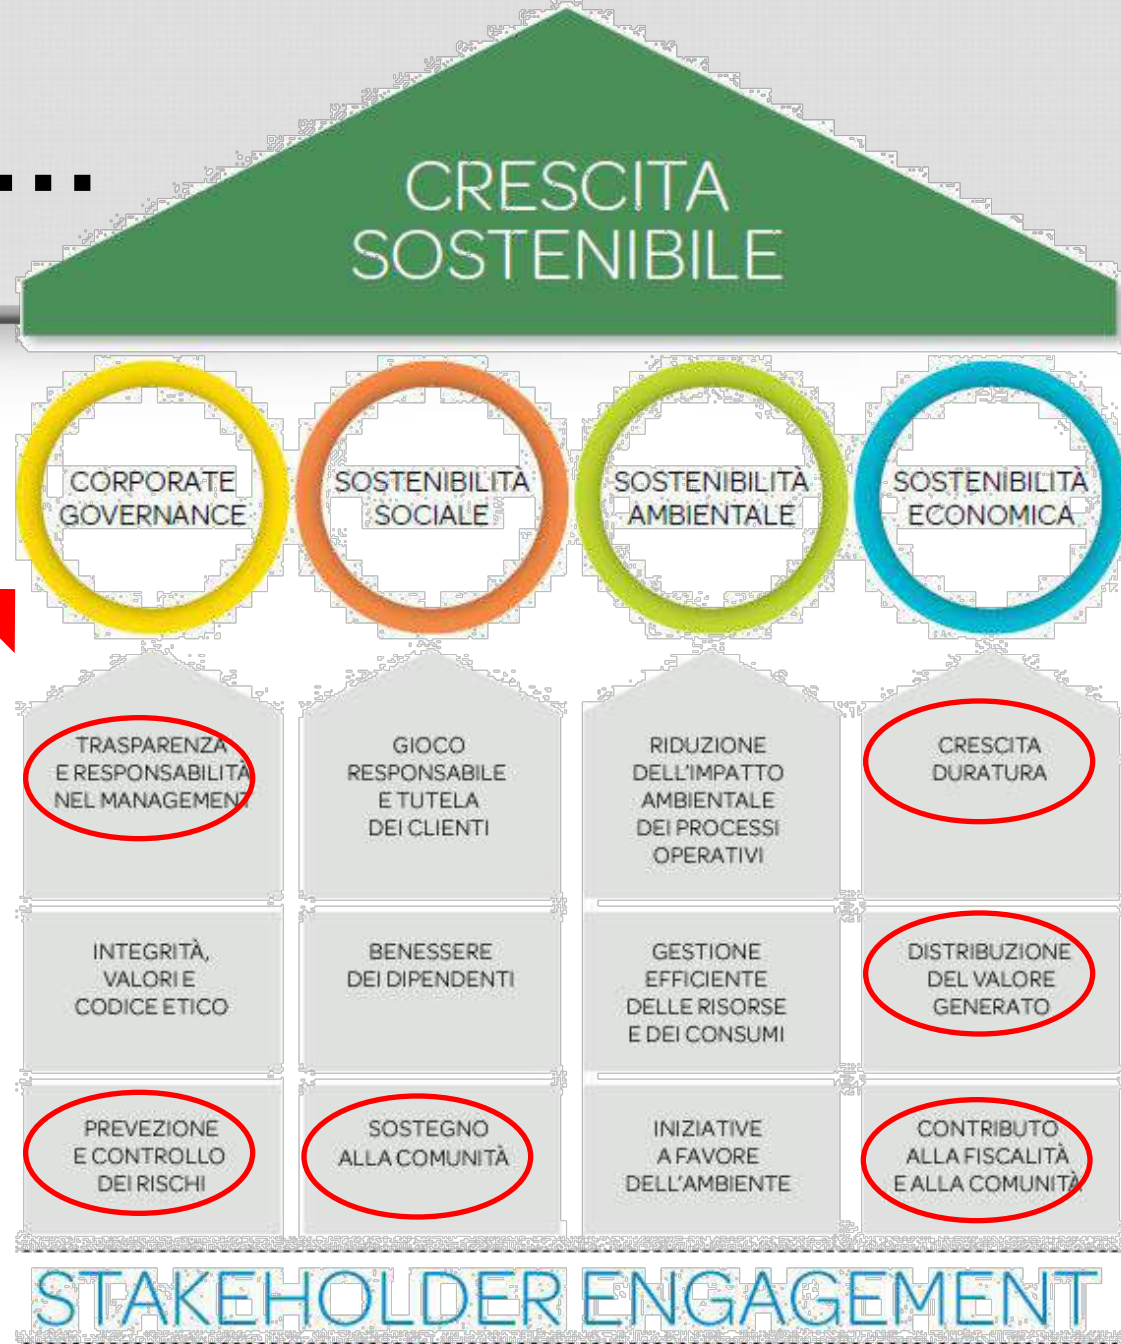 ...
CRESCITA
SOSTENIBILE
CORPORATE
GOVERNANCE
SOSTENIBILITÀ
SOCIALE
SOSTENIBILITÀ
AMBIENTALE
SOSTENIBILITÀ
ECONOMICA
TRASPARENZA
E RESPONSABILITÀ
NEL MANAGEMENT
GIOCO
RESPONSABILE
E TUTELA
DEI CLIENTI
RIDUZIONE
DELL'IMPATTO
AMBIENTALE
DEI PROCESSI
OPERATIVI
CRESCITA
DURATURA
INTEGRITÀ,
VALORI E
CODICE ETICO
BENESSERE
DEI DIPENDENTI
GESTIONE
EFFICIENTE
DELLE RISORSE
E DEI CONSUMI
DISTRIBUZIONE
DEL VALORE
GENERATO
PREVEZIONE
E CONTROLLO
DEI RISCHI
SOSTEGNO
ALLA COMUNITÀ
INIZIATIVE
A FAVORE
DELL'AMBIENTE
CONTRIBUTO
ALLA FISCALITÀ
E ALLA COMUNITÀ
STAKEHOLDER ENGAGEMENT